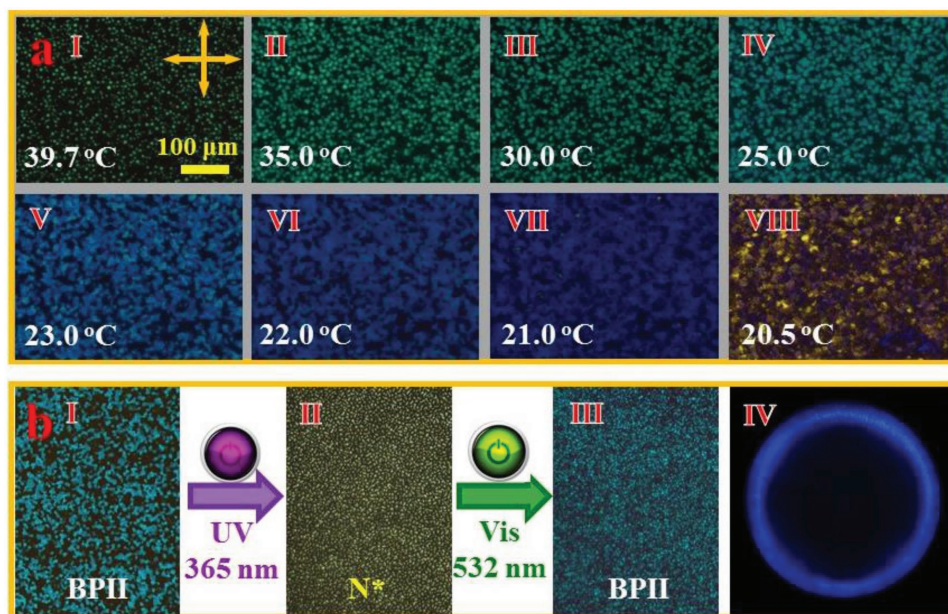 a
I
39.7 °C
100 μm
II
35.0 °C
III
30.0 °C
IV
25.0 °C
V
23.0 °C
VI
22.0 °C
VII
21.0 °C
VIII
20.5 °C
b
I
BPII
UV
365 nm
II
N*
Vis
532 nm
III
BPII
IV